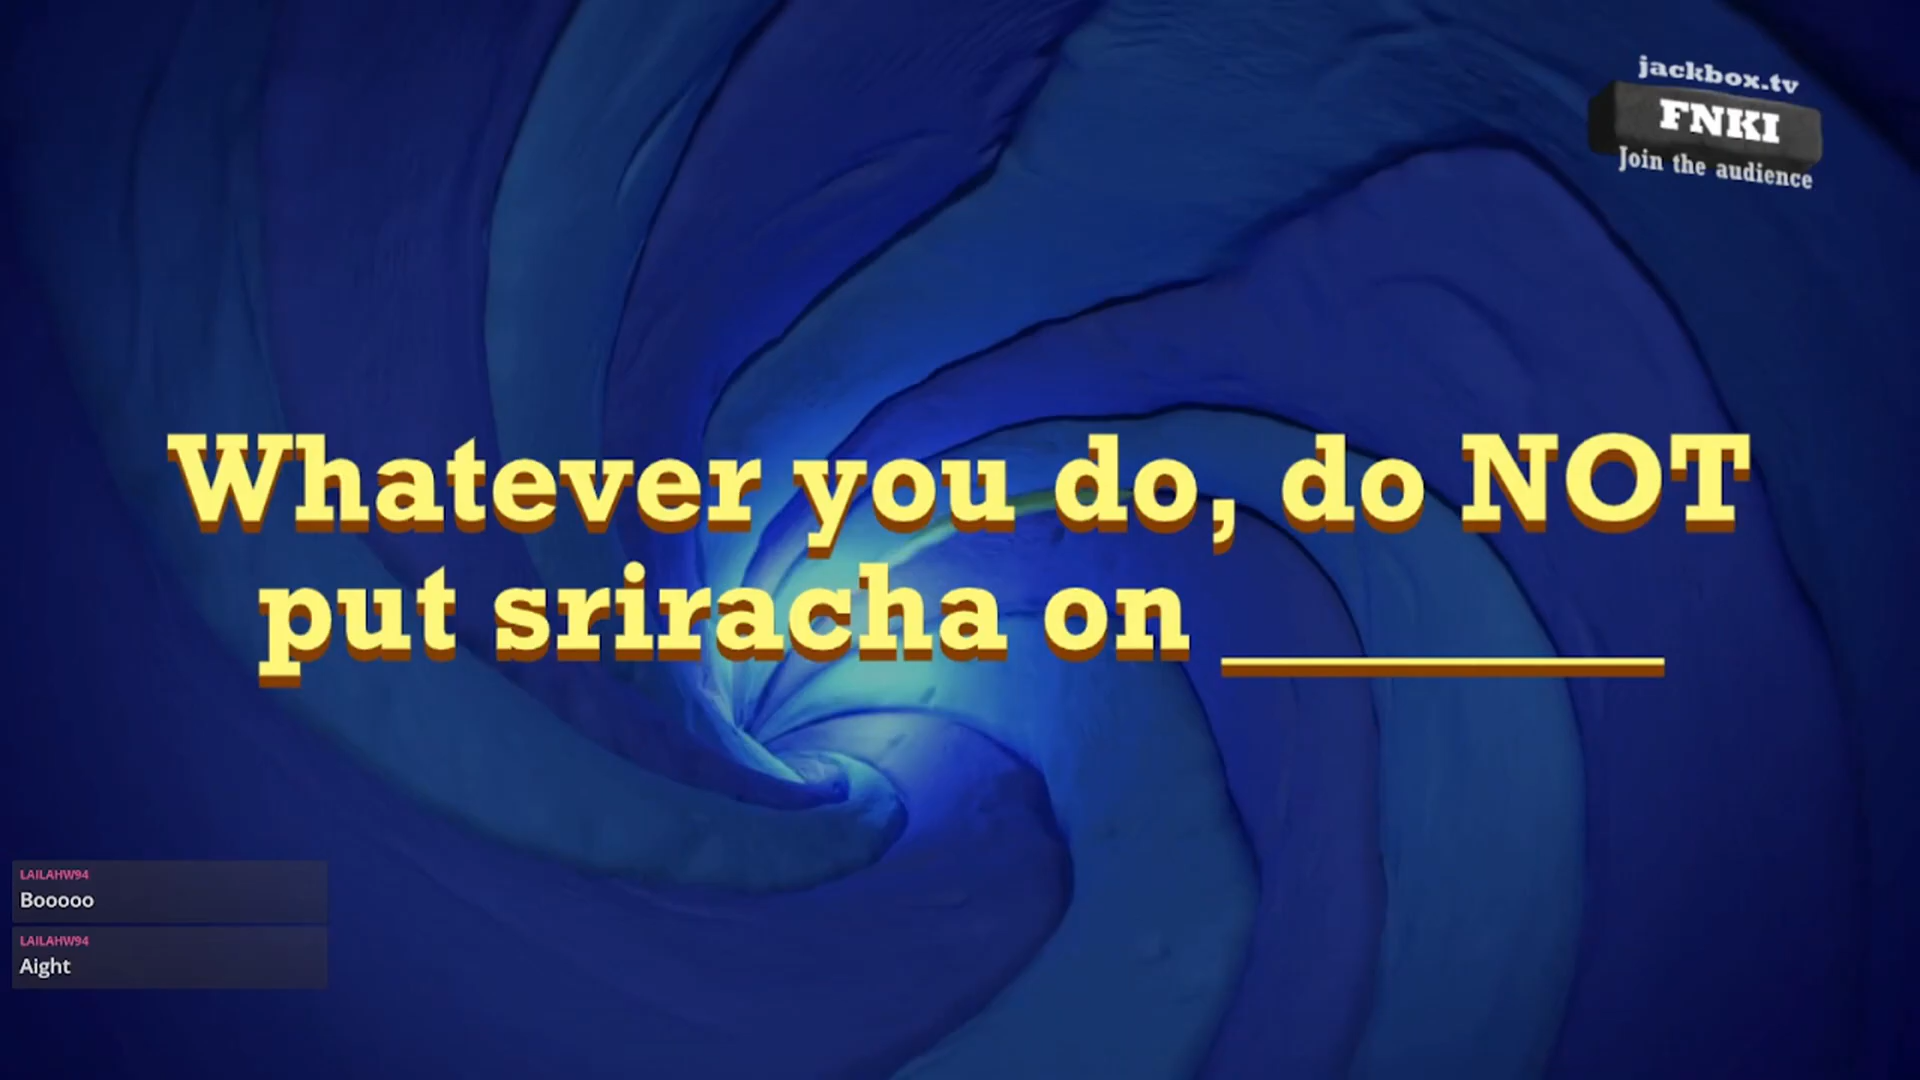 jackbox.tv
FNKI
Join the audience
Whatever you do, do NOT
put sriracha on ________
LAILAHW94
Booooo
LAILAHW94
Aight